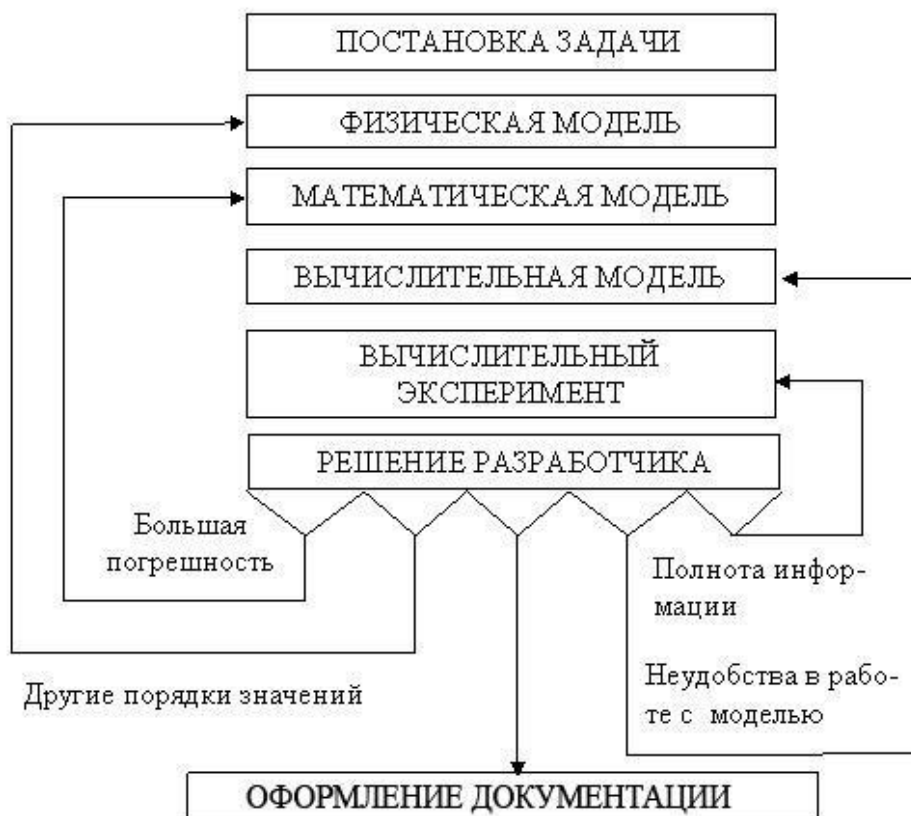 ПОСТАНОВКА ЗАДАЧИ
ФИЗИЧЕСКАЯ МОДЕЛЬ
МАТЕМАТИЧЕСКАЯ МОДЕЛЬ
ВЫЧИСЛИТЕЛЬНАЯ МОДЕЛЬ
ВЫЧИСЛИТЕЛЬНЫЙ
ЭКСПЕРИМЕНТ
РЕШЕНИЕ РАЗРАБОТЧИКА
Большая
погрешность
Полнота инфор-
мации
Другие порядки значений
Неудобства в рабо-
те с моделью
ОФОРМЛЕНИЕ ДОКУМЕНТАЦИИ